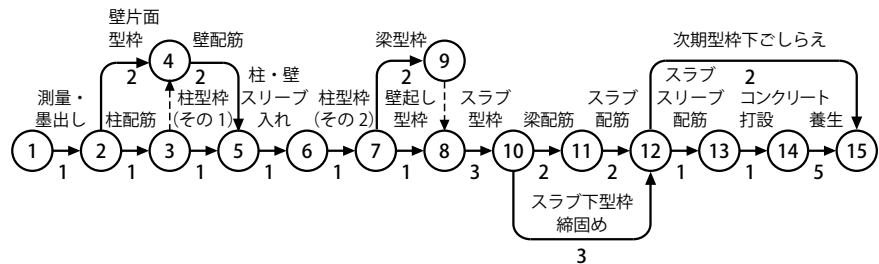 壁片面
型枠
2
4
壁配筋
2
梁型枠
2
9
次期型枠下ごしらえ
2
測量・
墨出し
柱配筋
柱型枠
(その1)
柱・壁
スリーブ
入れ
柱型枠
(その2)
壁起し
型枠
スラブ
型枠
梁配筋
スラブ
配筋
スラブ
スリーブ
配筋
コンクリート
打設
養生
1
2
3
5
6
7
8
10
11
12
13
14
15
1
1
1
1
1
1
3
2
2
1
1
5
スラブ下型枠
締固め
3